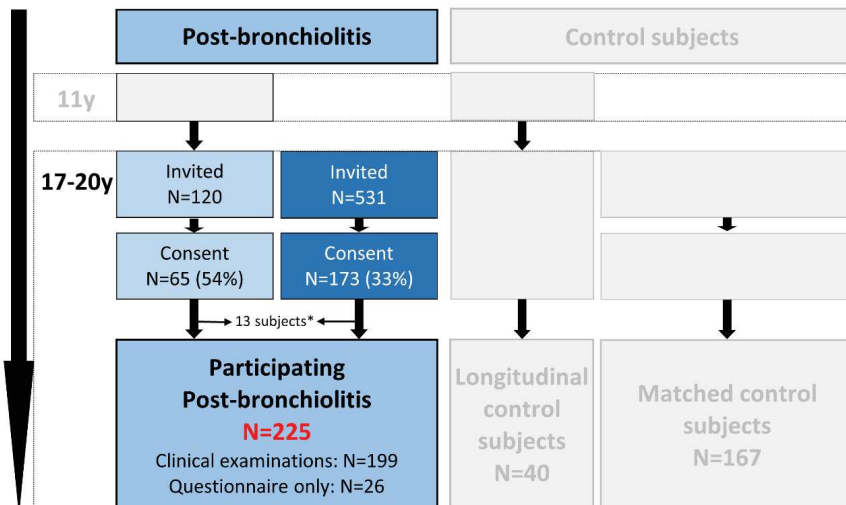 Post-bronchiolitis
Control subjects
11y
17-20y
Invited
N=120
Invited
N=531
Consent
N=65 (54%)
Consent
N=173 (33%)
13 subjects*
Participating
Post-bronchiolitis
N=225
Clinical examinations: N=199
Questionnaire only: N=26
Longitudinal
control
subjects
N=40
Matched control
subjects
N=167